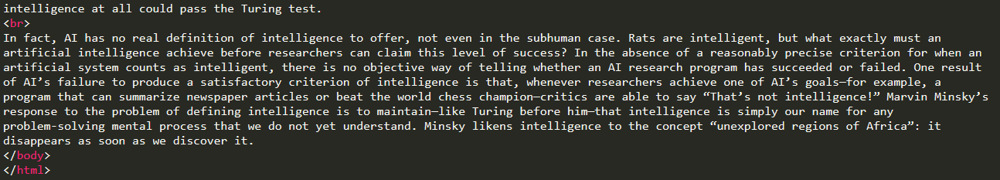 intelligence at all could pass the Turing test.
<br>
In fact, AI has no real definition of intelligence to offer, not even in the subhuman case. Rats are intelligent, but what exactly must an
artificial intelligence achieve before researchers can claim this level of success? In the absence of a reasonably precise criterion for when an
artificial system counts as intelligent, there is no objective way of telling whether an AI research program has succeeded or failed. One result
of AI’s failure to produce a satisfactory criterion of intelligence is that, whenever researchers achieve one of AI’s goals—for example, a
program that can summarize newspaper articles or beat the world chess champion—critics are able to say “That’s not intelligence!” Marvin Minsky’s
response to the problem of defining intelligence is to maintain—like Turing before him—that intelligence is simply our name for any
problem-solving mental process that we do not yet understand. Minsky likens intelligence to the concept “unexplored regions of Africa”: it
disappears as soon as we discover it.
</body>
</html>